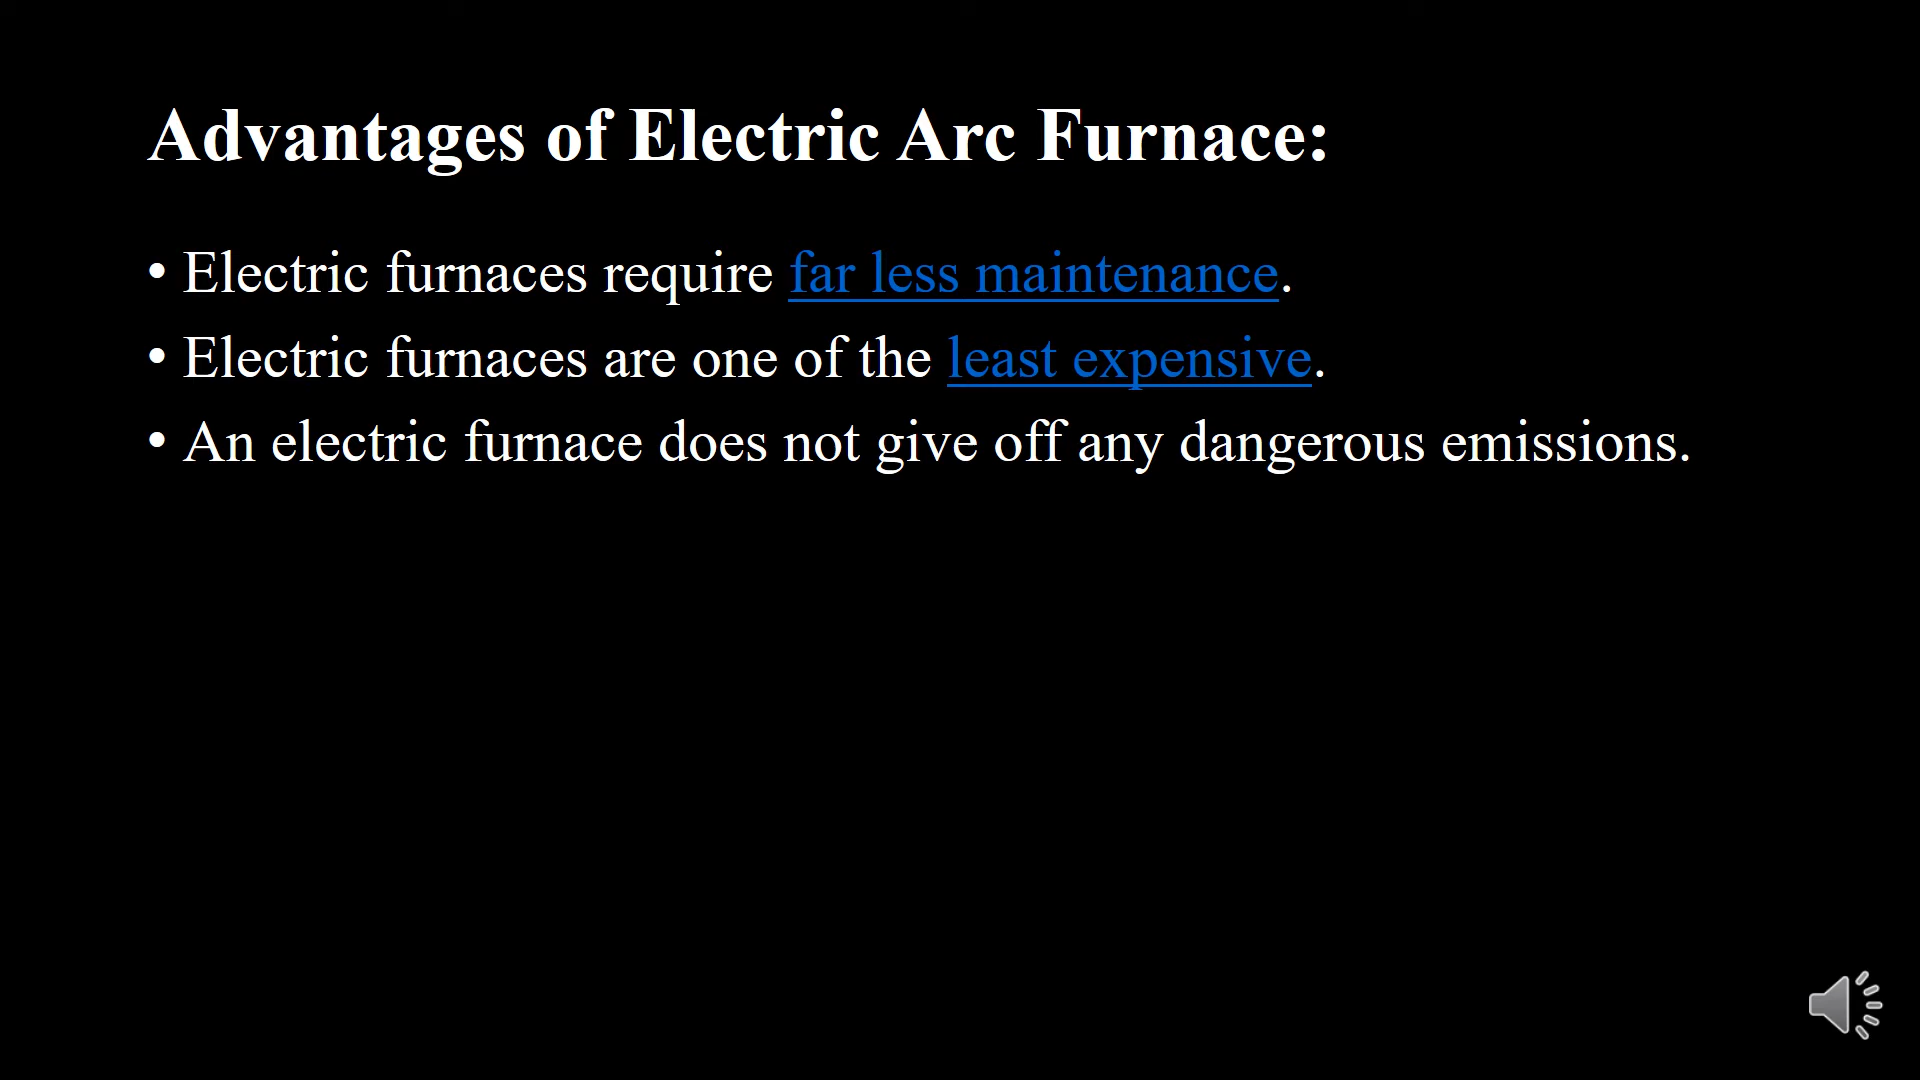 Advantages of Electric Arc Furnace:
• Electric furnaces require far less maintenance.
• Electric furnaces are one of the least expensive.
• An electric furnace does not give off any dangerous emissions.